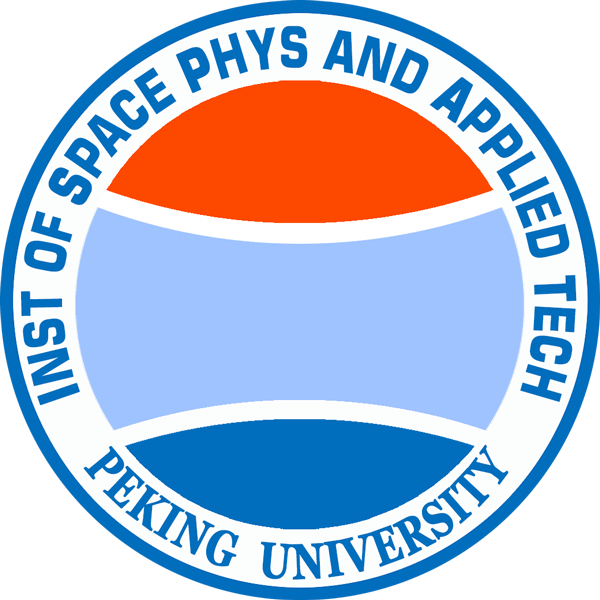 INST OF SPACE PHYS AND APPLIED TECH
PEKING UNIVERSITY